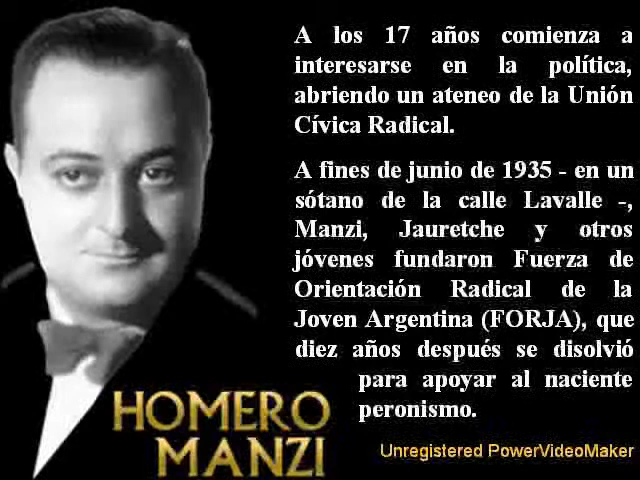 A los 17 años comienza a
interesarse en la política,
abriendo un ateneo de la Unión
Cívica Radical.
A fines de junio de 1935 - en un
sótano de la calle Lavalle -,
Manzi, Jauretche y otros
jóvenes fundaron Fuerza de
Orientación Radical de la
Joven Argentina (FORJA), que
diez años después se disolvió
para apoyar al naciente
peronismo.
HOMERO
MANZI
Unregistered PowerVideoMaker